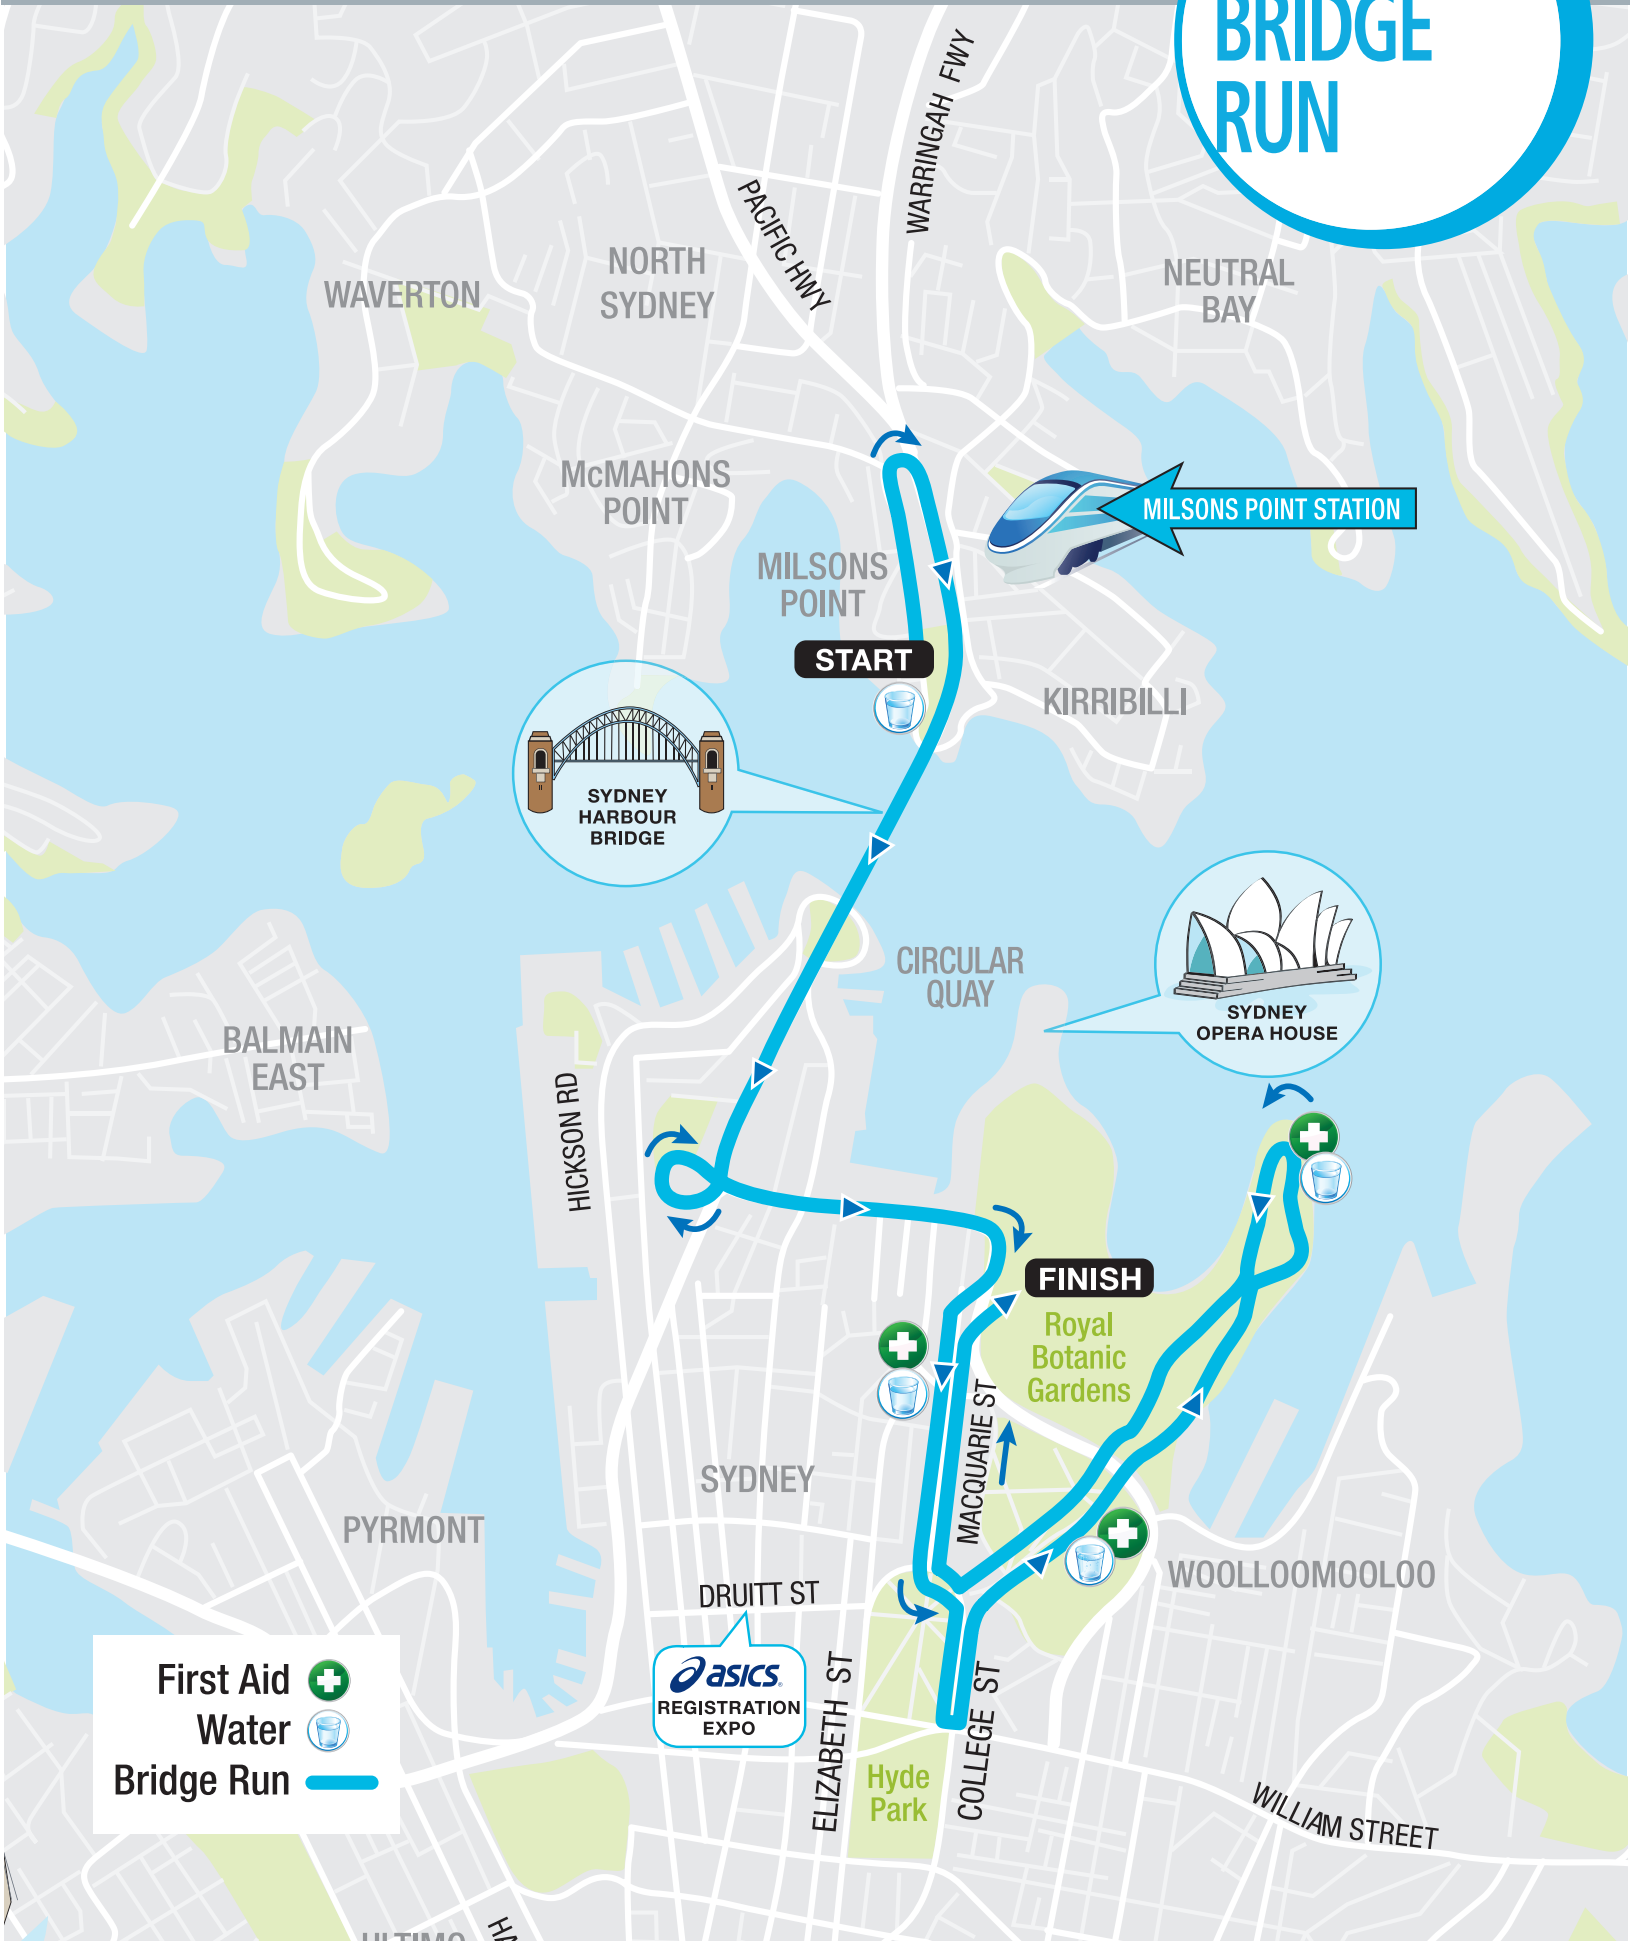 BRIDGE
RUN
WARRINGAH FWY
PACIFIC HWY
NORTH
SYDNEY
WAVERTON
NEUTRAL
BAY
McMAHONS
POINT
MILSONS POINT STATION
MILSONS
POINT
START
KIRRIBILLI
SYDNEY
HARBOUR
BRIDGE
CIRCULAR
QUAY
SYDNEY
OPERA HOUSE
BALMAIN
EAST
HICKSON RD
FINISH
Royal
Botanic
Gardens
MACQUARIE ST
SYDNEY
PYRMONT
WOOLLOOMOOLOO
DRUITT ST
asics
REGISTRATION
EXPO
ELIZABETH ST
COLLEGE ST
Hyde
Park
WILLIAM STREET
First Aid
Water
Bridge Run